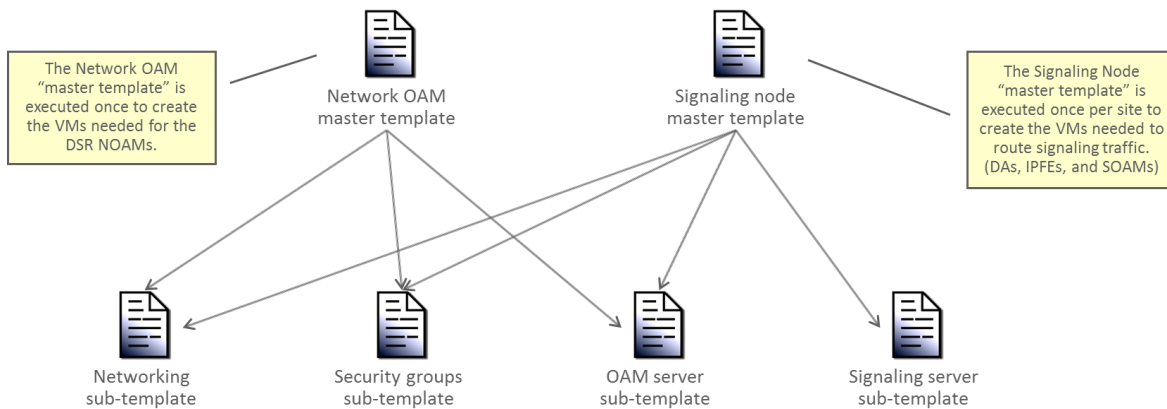 The Network OAM
“master template” is
executed once to create
the VMs needed for the
DSR NOAMs.
Network OAM
master template
Signaling node
master template
The Signaling Node
“master template” is
executed once per site to
create the VMs needed to
route signaling traffic.
(DAs, IPFEs, and SOAMs)
Networking
sub-template
Security groups
sub-template
OAM server
sub-template
Signaling server
sub-template